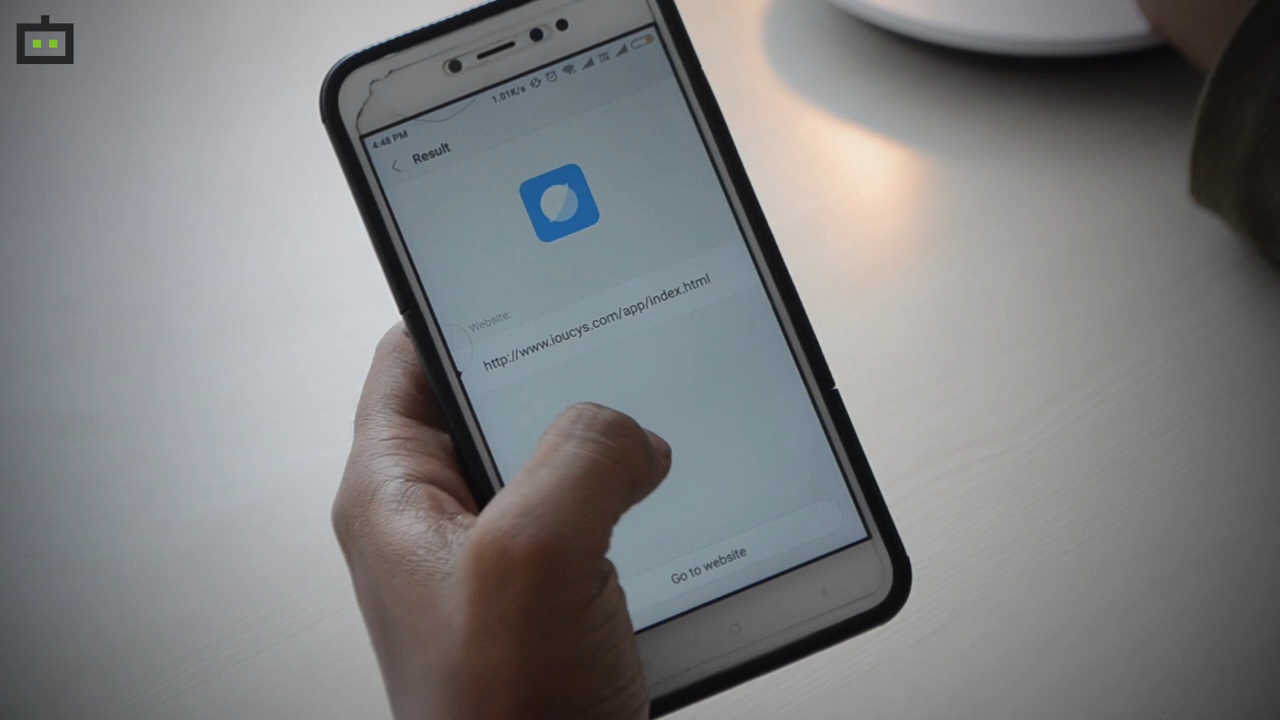 1.01K/s
4:48 PM
Result
Website:
http://www.ioucys.com/app/index.html
Go to website